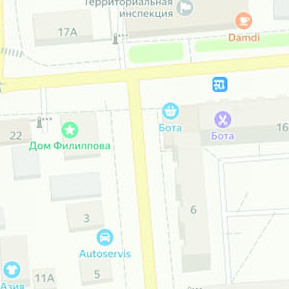 Территориальная
инспекция
17А
Damdi
Бота
Бота
16
22
Дом Филиппова
3
6
Autoservis
5
11А
Азия